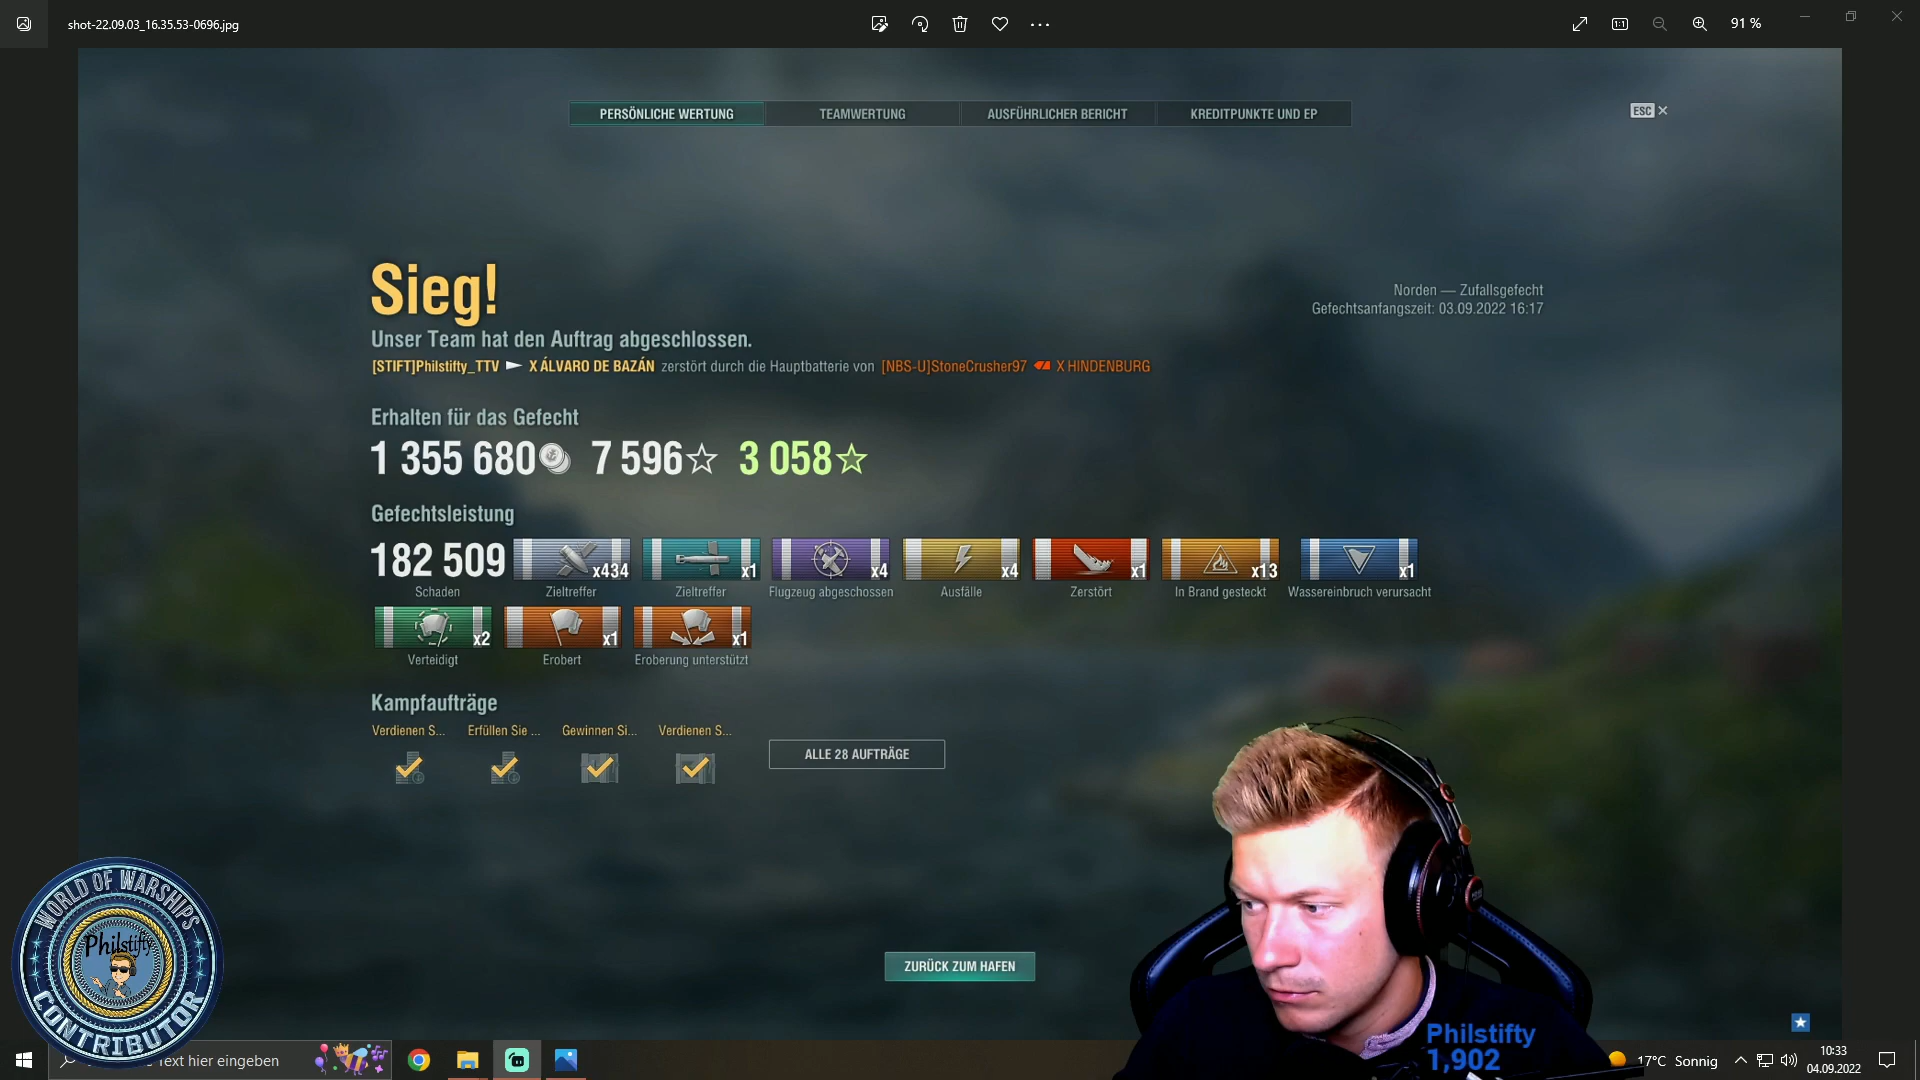 shot-22.09.03_16.35.53-0696.jpg
91 %
PERSÖNLICHE WERTUNG
TEAMWERTUNG
AUSFÜHRLICHER BERICHT
KREDITPUNKTE UND EP
ESC
Sieg!
Norden — Zufallsgefecht
Gefechtsanfangszeit: 03.09.2022 16:17
Unser Team hat den Auftrag abgeschlossen.
[STIFT]Philstifty_TTV X ÁLVARO DE BAZÁN zerstört durch die Hauptbatterie von [NBS-U]StoneCrusher97 X HINDENBURG
Erhalten für das Gefecht
1 355 680 7 596 3 058
Gefechtsleistung
182 509 x434 x1 x4 x4 x1 x13 x1
Schaden Zieltreffer Zieltreffer Flugzeug abgeschossen Ausfälle Zerstört In Brand gesteckt Wassereinbruch verursacht
x2 x1 x1
Verteidigt Erobert Eroberung unterstützt
Kampfaufträge
Verdienen S... Erfüllen Sie ... Gewinnen Si... Verdienen S...
ALLE 28 AUFTRÄGE
ZURÜCK ZUM HAFEN
WORLD OF WARSHIPS
Philstifty
CONTRIBUTOR
Philstifty
1,902
Text hier eingeben
17°C Sonnig
10:33
04.09.2022